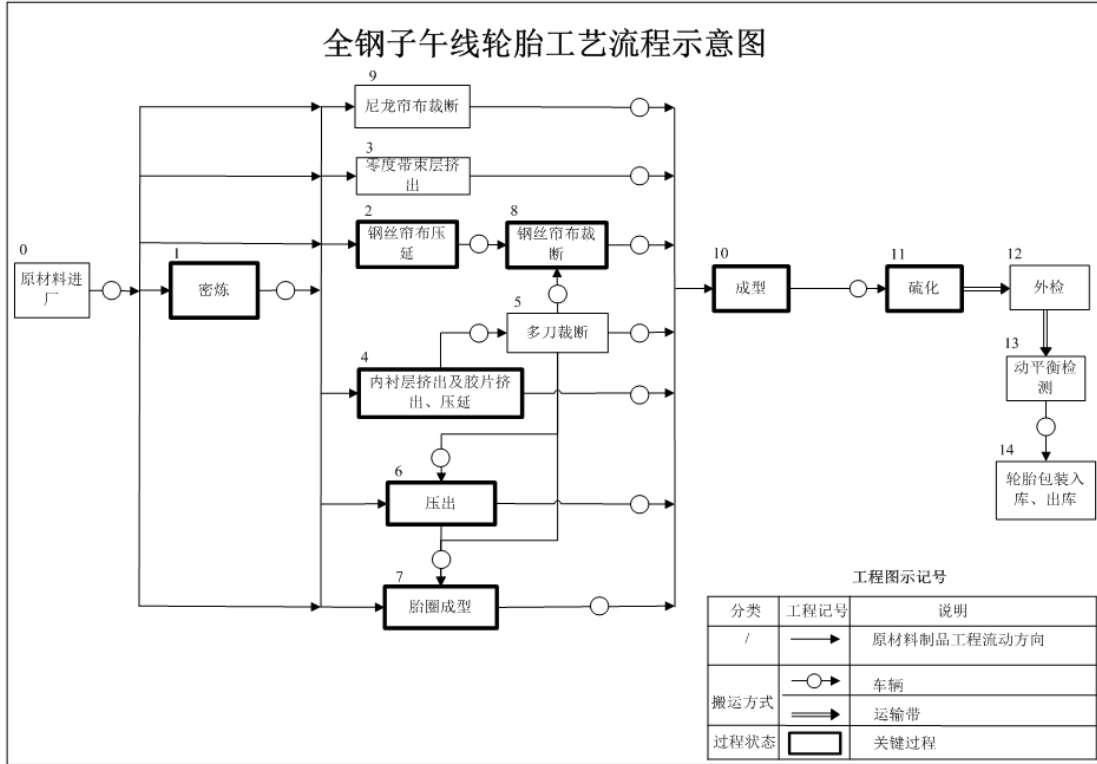 全钢子午线轮胎工艺流程示意图
9
尼龙帘布裁断
3
零度带束层挤
出
2
钢丝帘布压
延
8
钢丝帘布裁
断
0
原材料进
厂
1
密炼
10
成型
11
硫化
12
外检
5
多刀裁断
4
内衬层挤出及胶片挤
出、压延
13
动平衡检
测
6
压出
14
轮胎包装入
库、出库
7
胎圈成型
工程图示记号
分类 工程记号 说明
/ 原材料制品工程流动方向
搬运方式 车辆
运输带
过程状态 关键过程